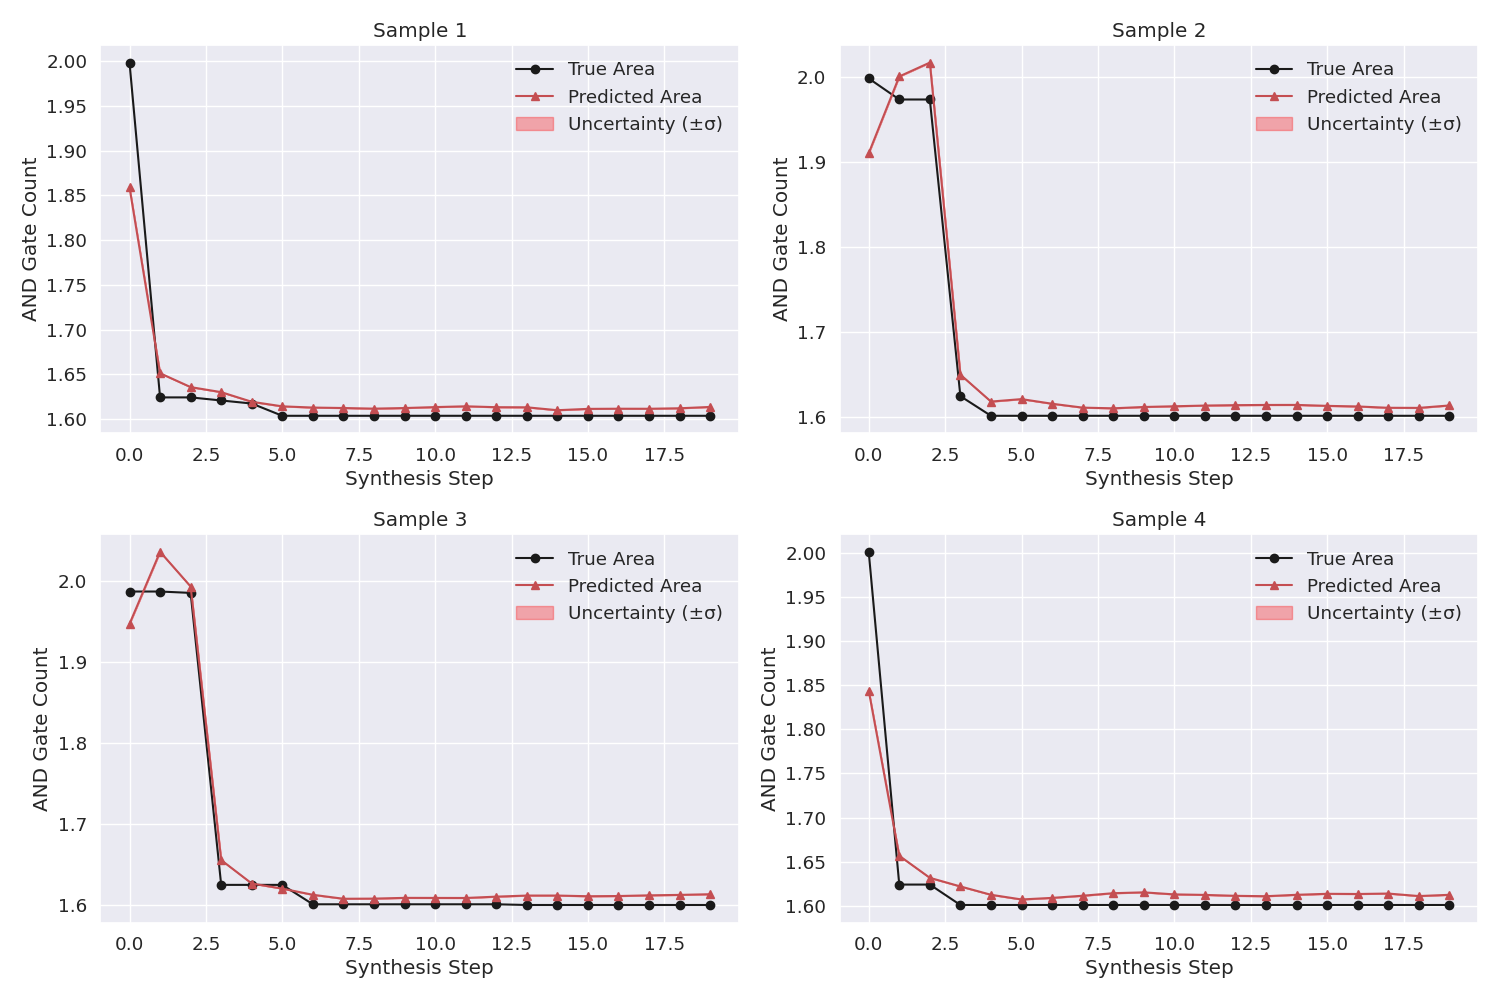 Sample 1
AND Gate Count
2.00
1.95
1.90
1.85
1.80
1.75
1.70
1.65
1.60
True Area
Predicted Area
Uncertainty (±σ)
0.0 2.5 5.0 7.5 10.0 12.5 15.0 17.5
Synthesis Step
Sample 2
AND Gate Count
2.0
1.9
1.8
1.7
1.6
True Area
Predicted Area
Uncertainty (±σ)
0.0 2.5 5.0 7.5 10.0 12.5 15.0 17.5
Synthesis Step
Sample 3
AND Gate Count
2.0
1.9
1.8
1.7
1.6
True Area
Predicted Area
Uncertainty (±σ)
0.0 2.5 5.0 7.5 10.0 12.5 15.0 17.5
Synthesis Step
Sample 4
AND Gate Count
2.00
1.95
1.90
1.85
1.80
1.75
1.70
1.65
1.60
True Area
Predicted Area
Uncertainty (±σ)
0.0 2.5 5.0 7.5 10.0 12.5 15.0 17.5
Synthesis Step